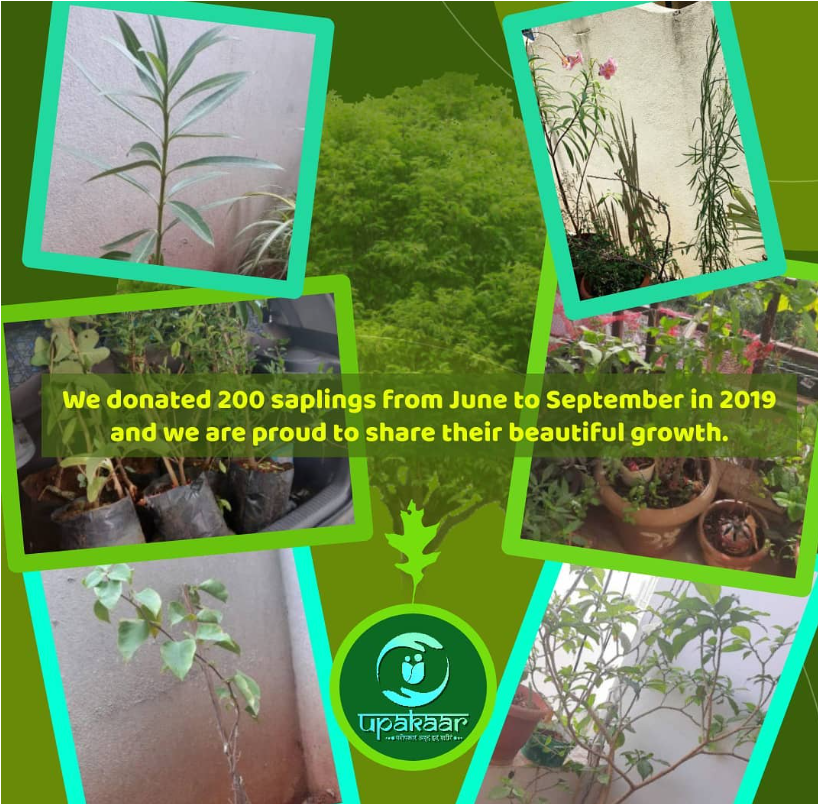 We donated 200 saplings from June to September in 2019
and we are proud to share their beautiful growth.
upakaar